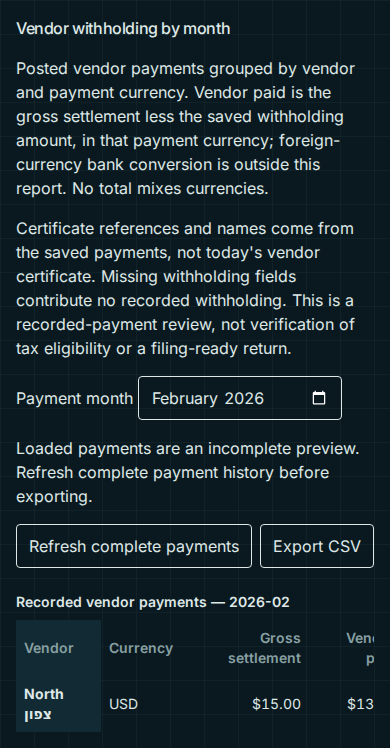 Vendor withholding by month
Posted vendor payments grouped by vendor
and payment currency. Vendor paid is the
gross settlement less the saved withholding
amount, in that payment currency; foreign-
currency bank conversion is outside this
report. No total mixes currencies.
Certificate references and names come from
the saved payments, not today's vendor
certificate. Missing withholding fields
contribute no recorded withholding. This is a
recorded-payment review, not verification of
tax eligibility or a filing-ready return.
Payment month February 2026
Loaded payments are an incomplete preview.
Refresh complete payment history before
exporting.
Refresh complete payments Export CSV
Recorded vendor payments — 2026-02
Vendor Currency Gross settlement
North צפון USD $15.00 $13